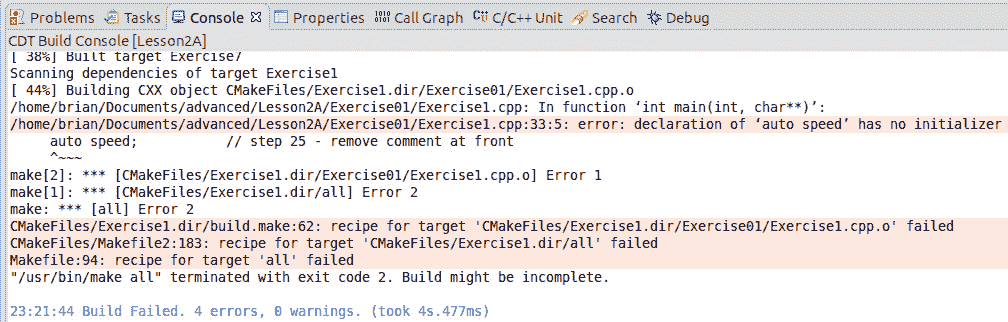 Problems Tasks Console Properties Call Graph C/C++ Unit Search Debug
CDT Build Console [Lesson2A]
[ 38%] Built target Exercise7
Scanning dependencies of target Exercise1
[ 44%] Building CXX object CMakeFiles/Exercise1.dir/Exercise01/Exercise1.cpp.o
/home/brian/Documents/advanced/Lesson2A/Exercise01/Exercise1.cpp: In function ‘int main(int, char**)’:
/home/brian/Documents/advanced/Lesson2A/Exercise01/Exercise1.cpp:33:5: error: declaration of ‘auto speed’ has no initializer
     auto speed;           // step 25 - remove comment at front
     ^~~~
make[2]: *** [CMakeFiles/Exercise1.dir/Exercise01/Exercise1.cpp.o] Error 1
make[1]: *** [CMakeFiles/Exercise1.dir/all] Error 2
make: *** [all] Error 2
CMakeFiles/Exercise1.dir/build.make:62: recipe for target 'CMakeFiles/Exercise1.dir/Exercise01/Exercise1.cpp.o' failed
CMakeFiles/Makefile2:183: recipe for target 'CMakeFiles/Exercise1.dir/all' failed
Makefile:94: recipe for target 'all' failed
"/usr/bin/make all" terminated with exit code 2. Build might be incomplete.
23:21:44 Build Failed. 4 errors, 0 warnings. (took 4s.477ms)